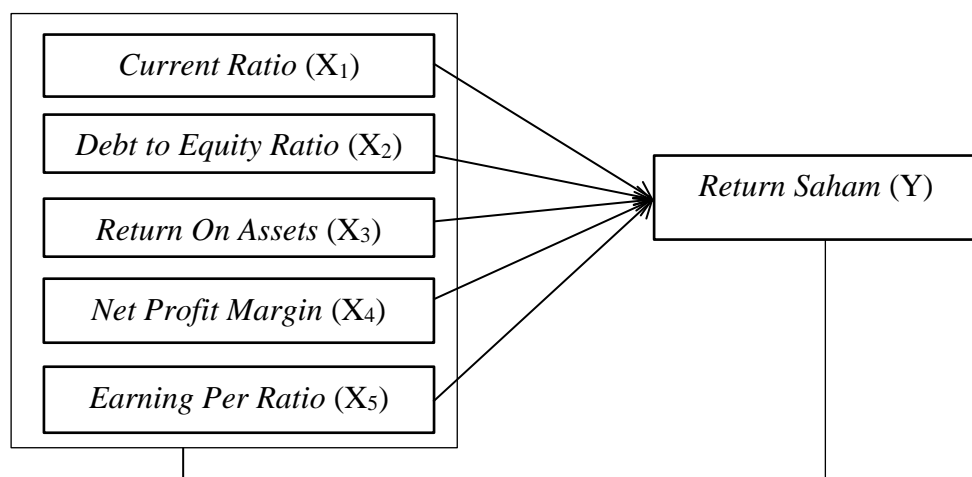 Current Ratio (X₁)
Debt to Equity Ratio (X₂)
Return On Assets (X₃)
Net Profit Margin (X₄)
Earning Per Ratio (X₅)
Return Saham (Y)